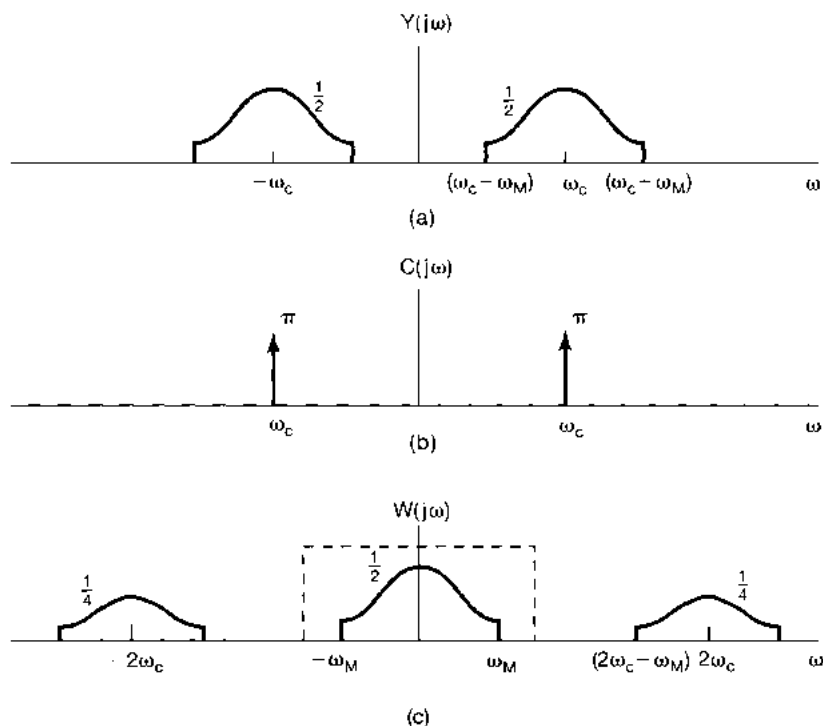 Y(jω)
1/2 1/2
-ω_c (ω_c - ω_M) ω_c (ω_c - ω_M) ω
(a)
C(jω)
π π
ω_c ω_c ω
(b)
W(jω)
1/4 1/2 1/4
2ω_c -ω_M ω_M (2ω_c - ω_M) 2ω_c ω
(c)